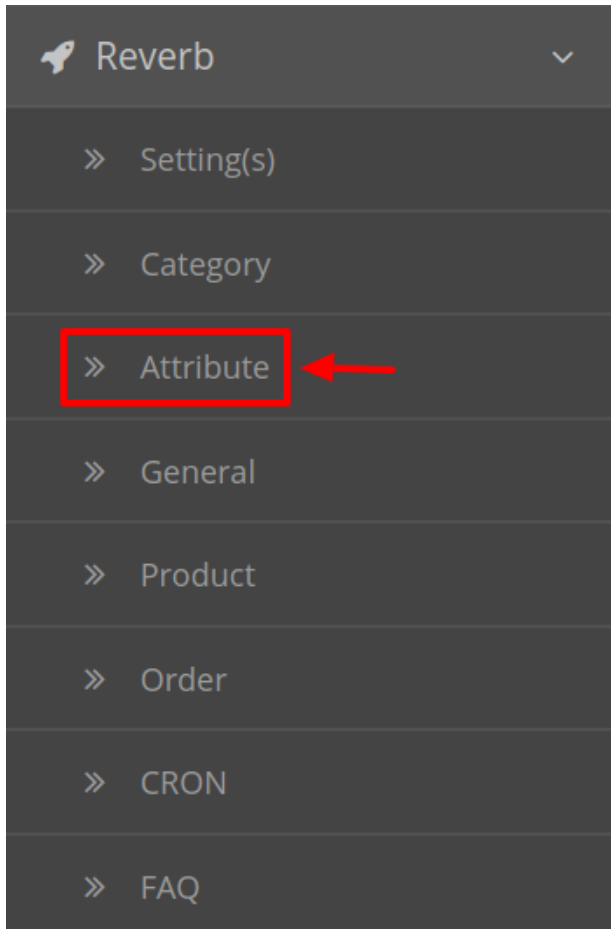 Reverb
Setting(s)
Category
Attribute
General
Product
Order
CRON
FAQ